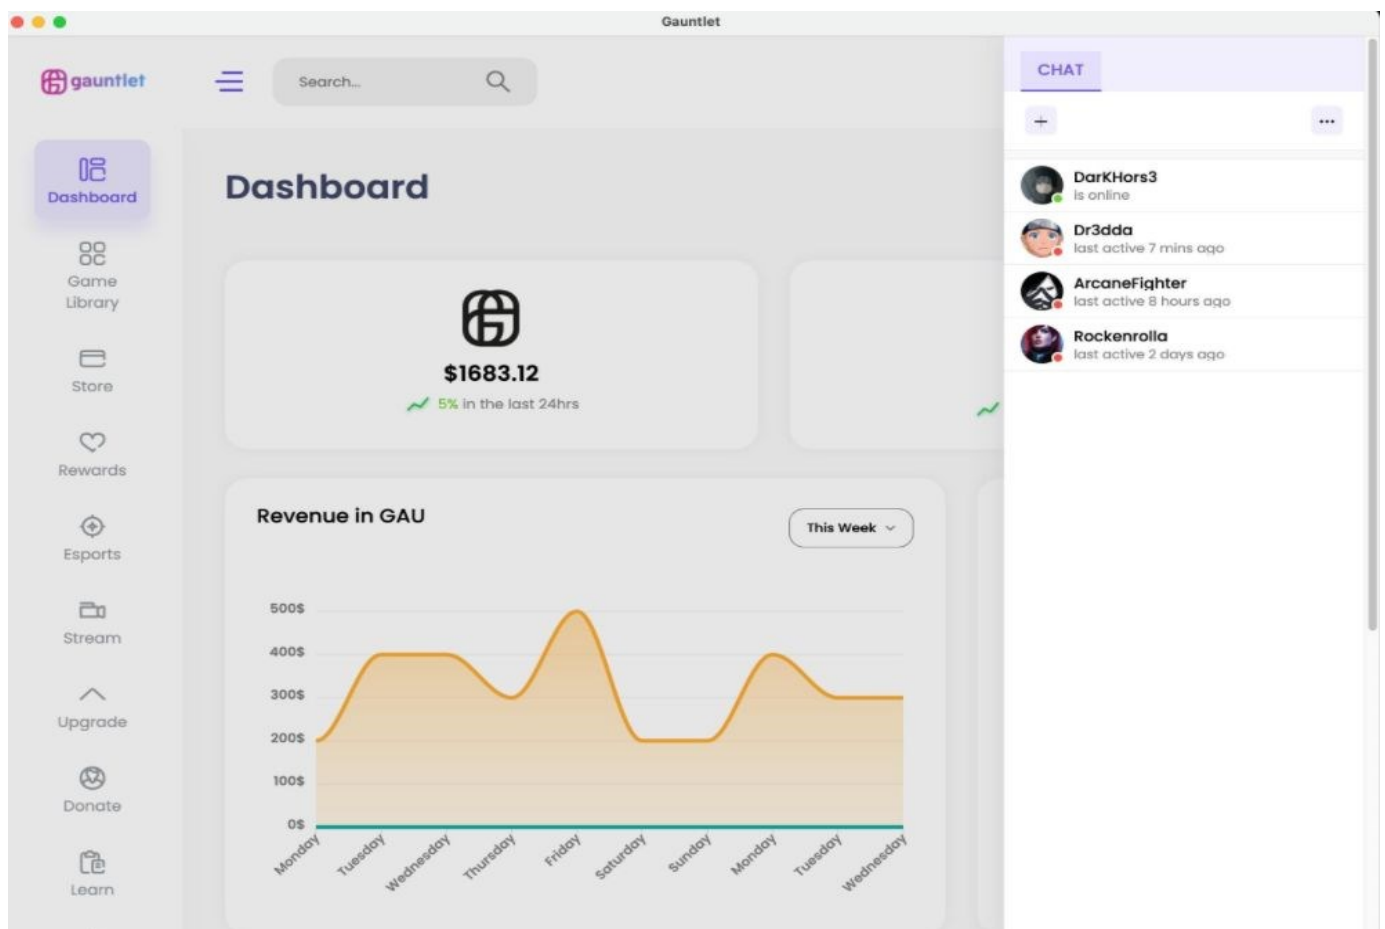 Gauntlet
gauntlet
Search...
CHAT
+
...
Dashboard
Game
Library
Store
Rewards
Esports
Stream
Upgrade
Donate
Learn
Dashboard
$1683.12
5% in the last 24hrs
Revenue in GAU
This Week
500$
400$
300$
200$
100$
0$
Monday
Tuesday
Wednesday
Thursday
Friday
Saturday
Sunday
Monday
Tuesday
Wednesday
DarKHors3
is online
Dr3dda
last active 7 mins ago
ArcaneFighter
last active 8 hours ago
Rockenrolla
last active 2 days ago